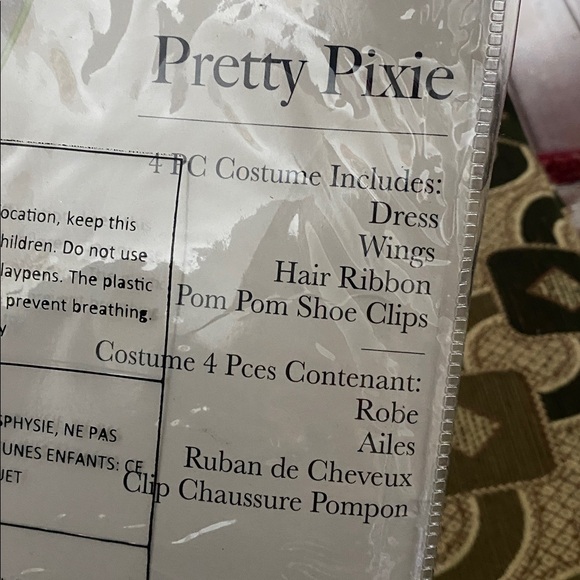 Pretty Pixie
4 PC Costume Includes:
Dress
Wings
Hair Ribbon
Pom Pom Shoe Clips
Costume 4 Pces Contenant:
Robe
Ailes
Ruban de Cheveux
Clip Chaussure Pompon
ocation, keep this
hildren. Do not use
laypens. The plastic
prevent breathing.
y
SPHYSIE, NE PAS
UNES ENFANTS: CE
UET